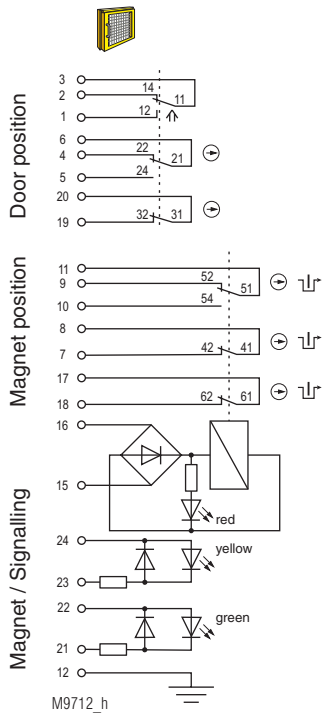 Door position
3
2 14
11
1 12
6
4 22
21
5 24
20
19 32 31
Magnet position
11
9 52
51
10 54
8
7 42 41
17
18 62 61
Magnet / Signalling
16
15
red
24
yellow
23
22
green
21
12
M9712_h